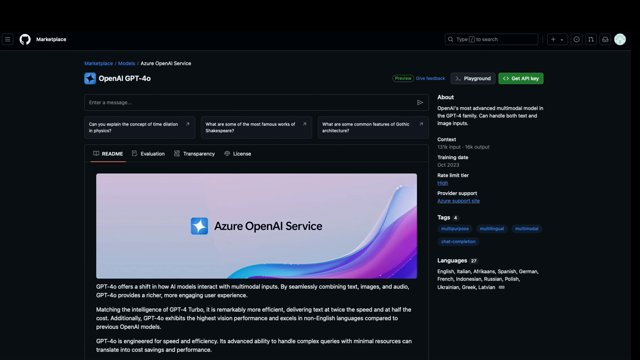 Marketplace
Type / to search
Marketplace / Models / Azure OpenAI Service
OpenAI GPT-4o
Preview Give feedback
Playground
Get API key
Enter a message...
Can you explain the concept of time dilation in physics?
What are some of the most famous works of Shakespeare?
What are some common features of Gothic architecture?
README
Evaluation
Transparency
License
Azure OpenAI Service
GPT-4o offers a shift in how AI models interact with multimodal inputs. By seamlessly combining text, images, and audio,
GPT-4o provides a richer, more engaging user experience.
Matching the intelligence of GPT-4 Turbo, it is remarkably more efficient, delivering text at twice the speed and at half the
cost. Additionally, GPT-4o exhibits the highest vision performance and excels in non-English languages compared to
previous OpenAI models.
GPT-4o is engineered for speed and efficiency. Its advanced ability to handle complex queries with minimal resources can
translate into cost savings and performance.
About
OpenAI's most advanced multimodal model in
the GPT-4 family. Can handle both text and
image inputs.
Context
131k input · 16k output
Training date
Oct 2023
Rate limit tier
High
Provider support
Azure support site
Tags 4
multipurpose
multilingual
multimodal
chat-completion
Languages 27
English, Italian, Afrikaans, Spanish, German,
French, Indonesian, Russian, Polish,
Ukrainian, Greek, Latvian